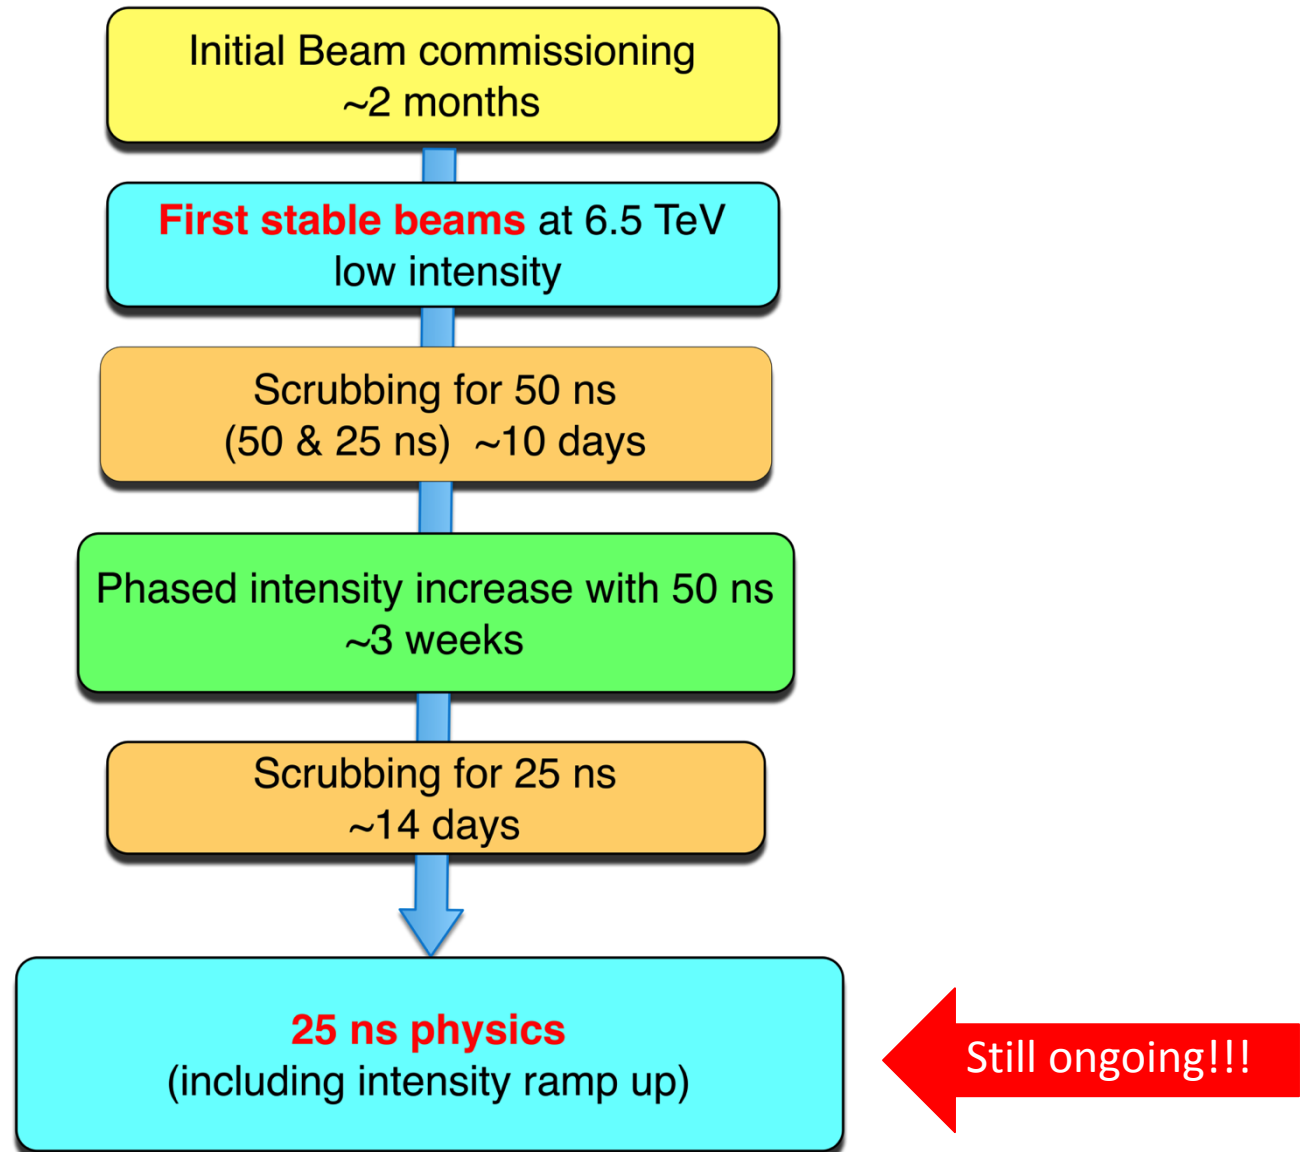 Initial Beam commissioning
~2 months
First stable beams at 6.5 TeV
low intensity
Scrubbing for 50 ns
(50 & 25 ns)  ~10 days
Phased intensity increase with 50 ns
~3 weeks
Scrubbing for 25 ns
~14 days
25 ns physics
(including intensity ramp up)
Still ongoing!!!